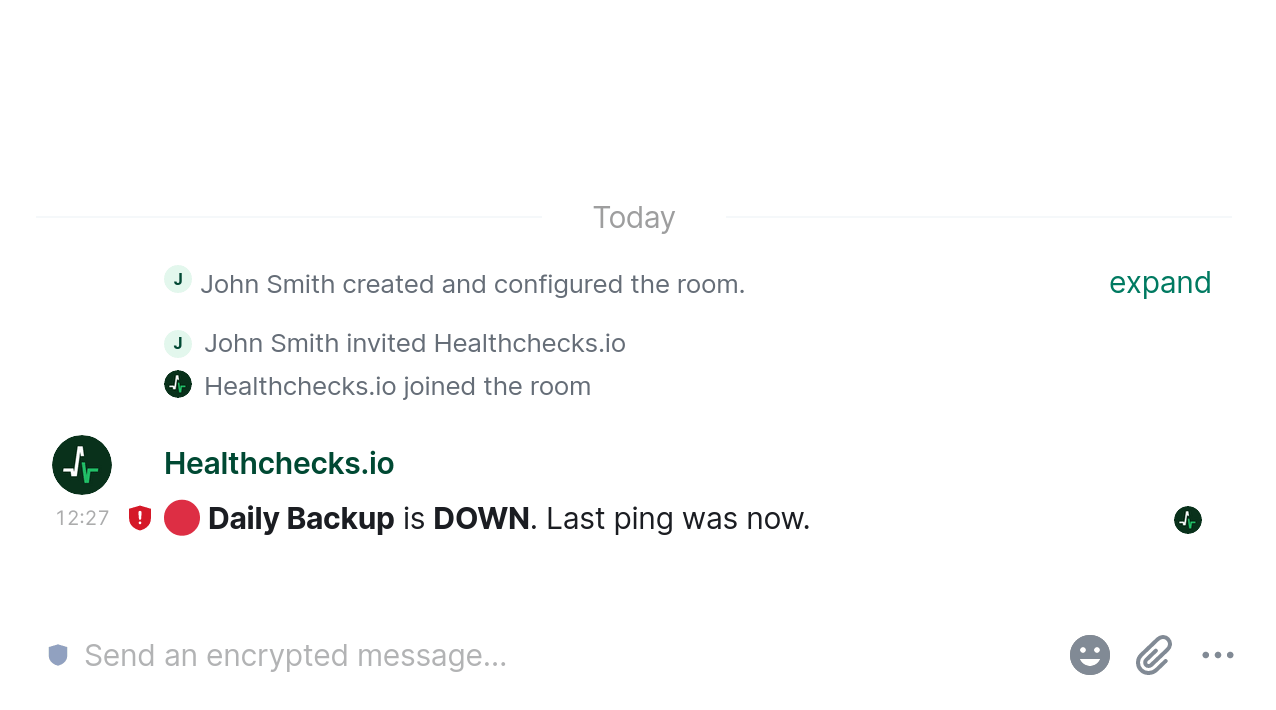 Today
J John Smith created and configured the room. expand
J John Smith invited Healthchecks.io
Healthchecks.io joined the room
Healthchecks.io
12:27 Daily Backup is DOWN. Last ping was now.
Send an encrypted message...